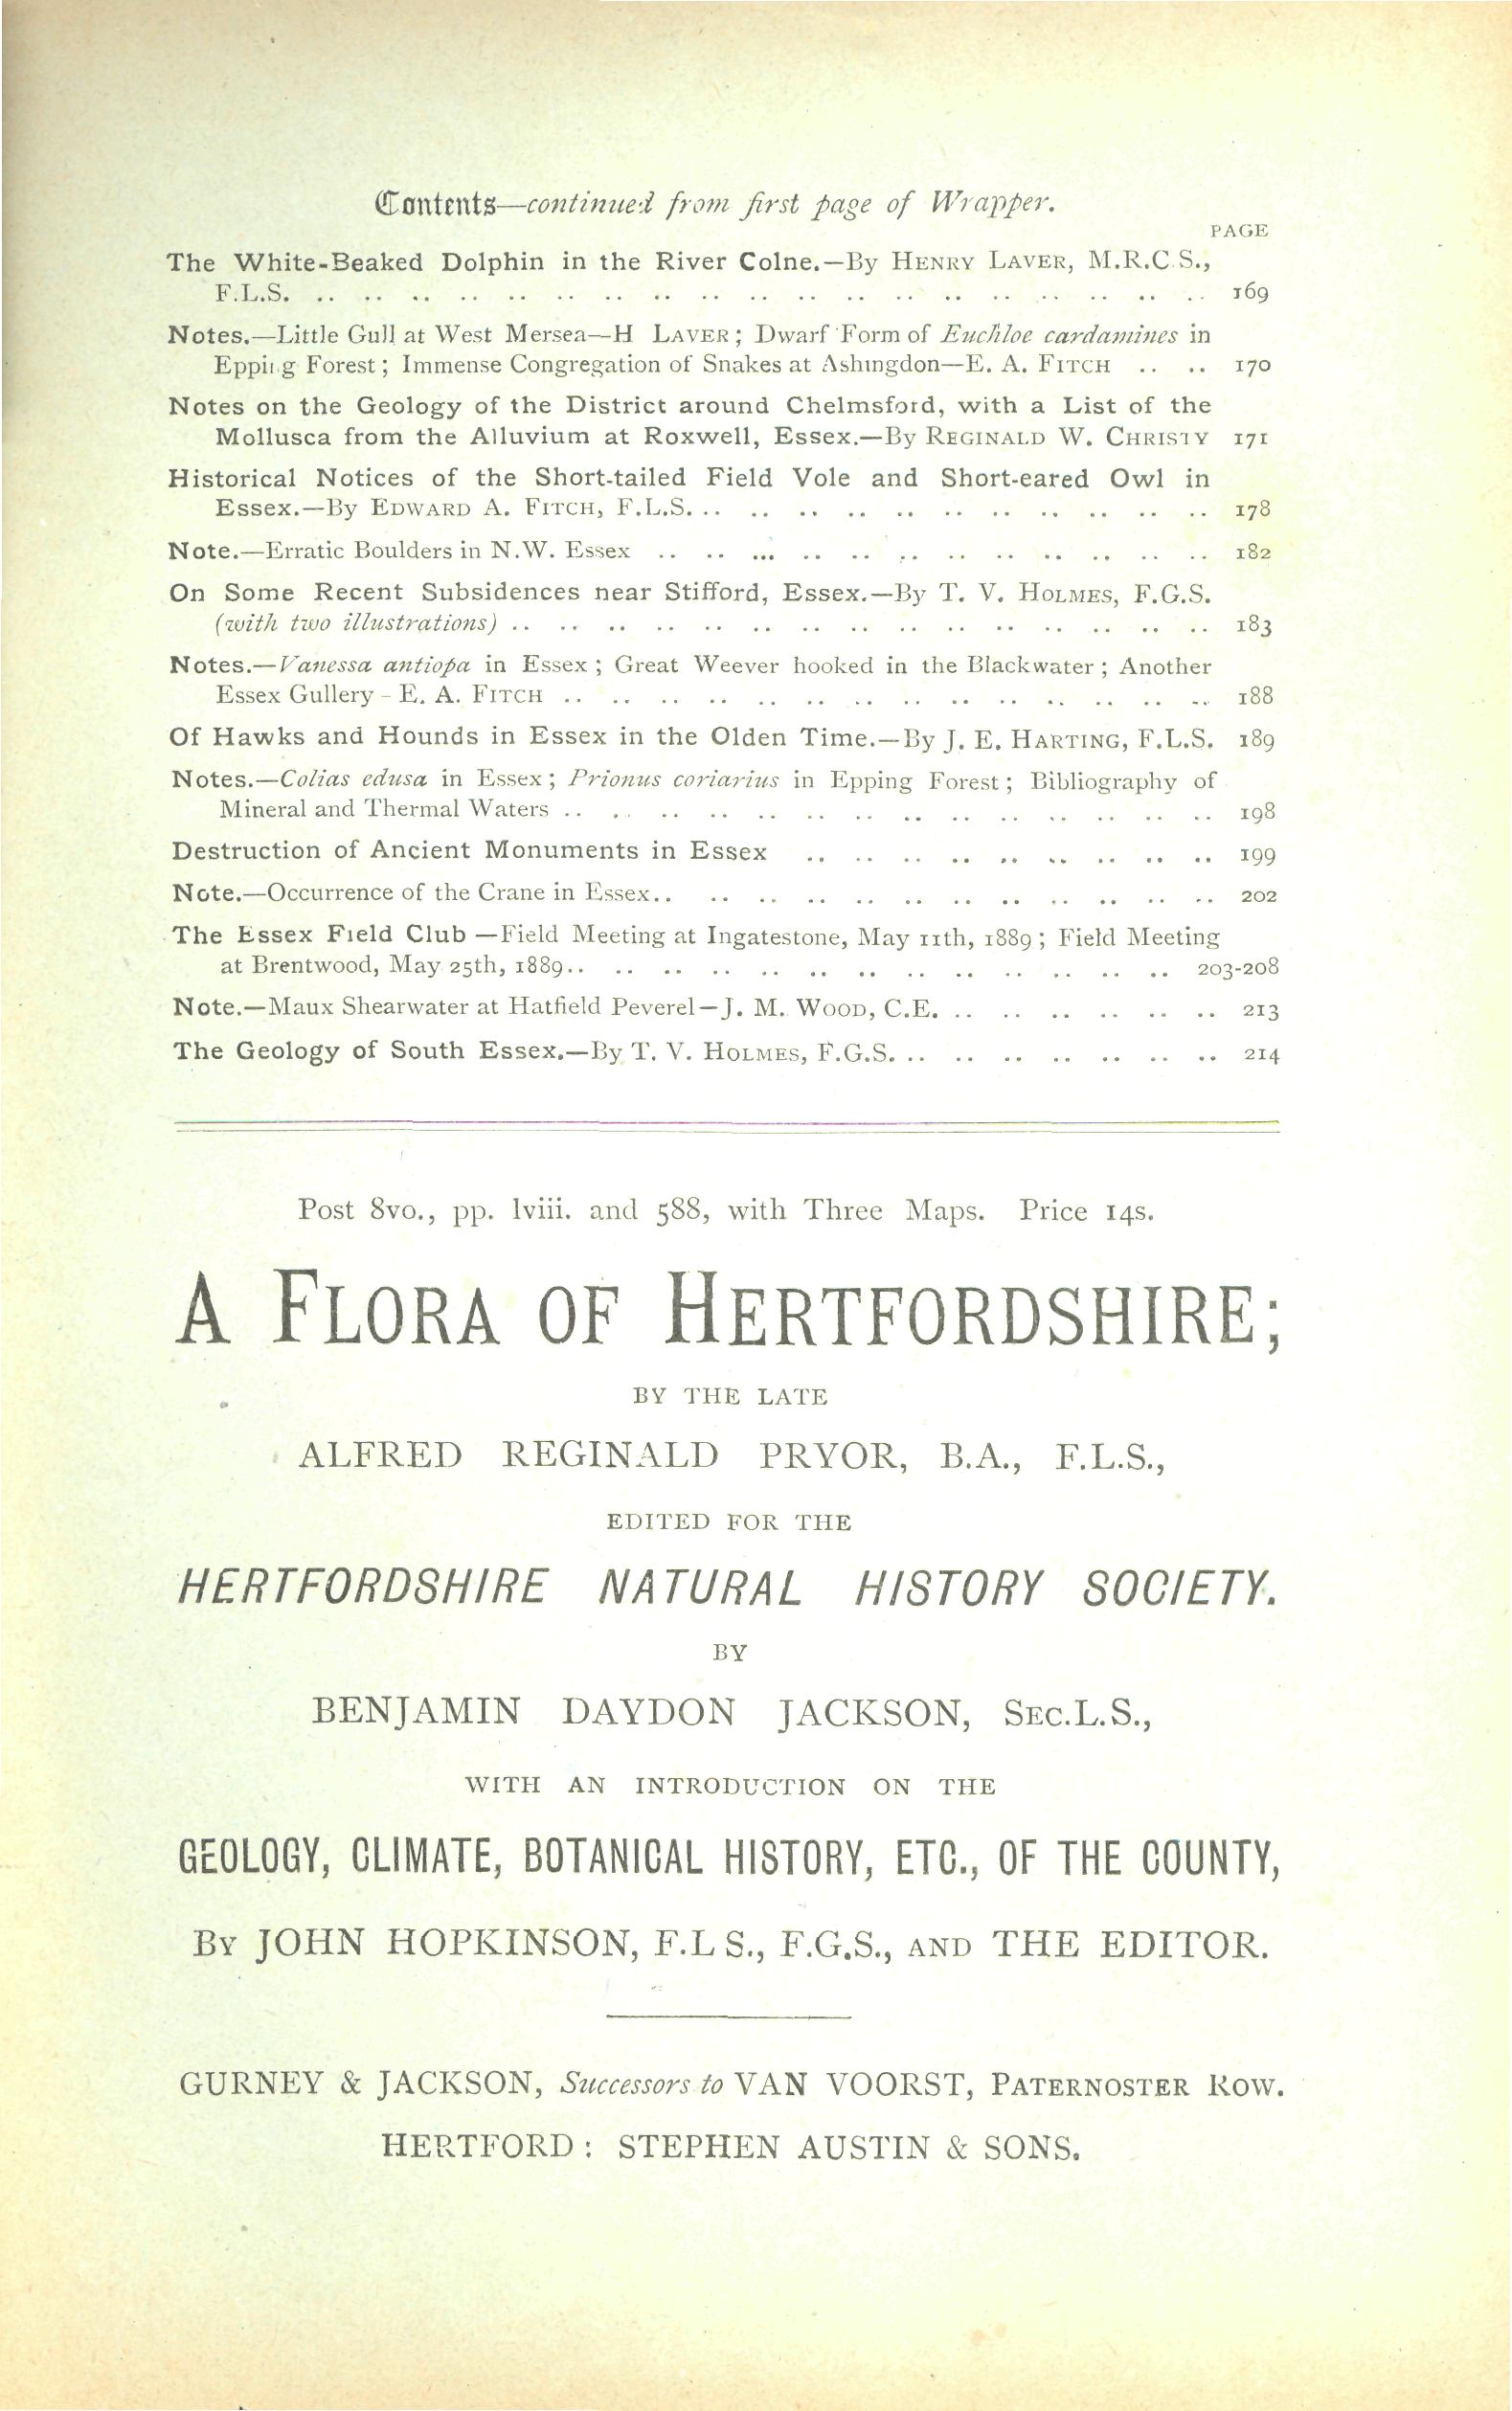 Contents—continued from first page of Wrapper.
PAGE
The White-Beaked Dolphin in the River Colne.—By HENRY LAVER, M.R.C.S.,
F.L.S. .. .. .. .. .. .. .. .. .. .. .. .. .. .. .. .. .. .. .. 169
Notes.—Little Gull at West Mersea—H LAVER; Dwarf Form of Euchloe cardamines in
Epping Forest; Immense Congregation of Snakes at Ashingdon—E. A. FITCH .. .. 170
Notes on the Geology of the District around Chelmsford, with a List of the
Mollusca from the Alluvium at Roxwell, Essex.—By REGINALD W. CHRISTY 171
Historical Notices of the Short-tailed Field Vole and Short-eared Owl in
Essex.—By EDWARD A. FITCH, F.L.S. .. .. .. .. .. .. .. .. .. .. .. 178
Note.—Erratic Boulders in N.W. Essex .. .. ... .. .. .. .. .. .. .. .. .. 182
On Some Recent Subsidences near Stifford, Essex.—By T. V. HOLMES, F.G.S.
(with two illustrations) .. .. .. .. .. .. .. .. .. .. .. .. .. .. .. 183
Notes.—Vanessa antiopa in Essex; Great Weever hooked in the Blackwater; Another
Essex Gullery - E. A. FITCH .. .. .. .. .. .. .. .. .. .. .. .. .. .. 188
Of Hawks and Hounds in Essex in the Olden Time.—By J. E. HARTING, F.L.S. 189
Notes.—Colias edusa in Essex; Prionus coriarius in Epping Forest; Bibliography of
Mineral and Thermal Waters .. .. .. .. .. .. .. .. .. .. .. .. .. .. 198
Destruction of Ancient Monuments in Essex .. .. .. .. .. .. .. .. .. 199
Note.—Occurrence of the Crane in Essex.. .. .. .. .. .. .. .. .. .. .. .. 202
The Essex Field Club —Field Meeting at Ingatestone, May 11th, 1889; Field Meeting
at Brentwood, May 25th, 1889.. .. .. .. .. .. .. .. .. .. .. .. .. 203-208
Note.—Maux Shearwater at Hatfield Peverel—J. M. WOOD, C.E. .. .. .. .. .. .. 213
The Geology of South Essex.—By T. V. HOLMES, F.G.S. .. .. .. .. .. .. .. 214
Post 8vo., pp. lviii. and 588, with Three Maps. Price 14s.
A FLORA OF HERTFORDSHIRE;
BY THE LATE
ALFRED REGINALD PRYOR, B.A., F.L.S.,
EDITED FOR THE
HERTFORDSHIRE NATURAL HISTORY SOCIETY.
BY
BENJAMIN DAYDON JACKSON, SEC.L.S.,
WITH AN INTRODUCTION ON THE
GEOLOGY, CLIMATE, BOTANICAL HISTORY, ETC., OF THE COUNTY,
BY JOHN HOPKINSON, F.L S., F.G.S., AND THE EDITOR.
GURNEY & JACKSON, Successors to VAN VOORST, PATERNOSTER ROW.
HERTFORD: STEPHEN AUSTIN & SONS.